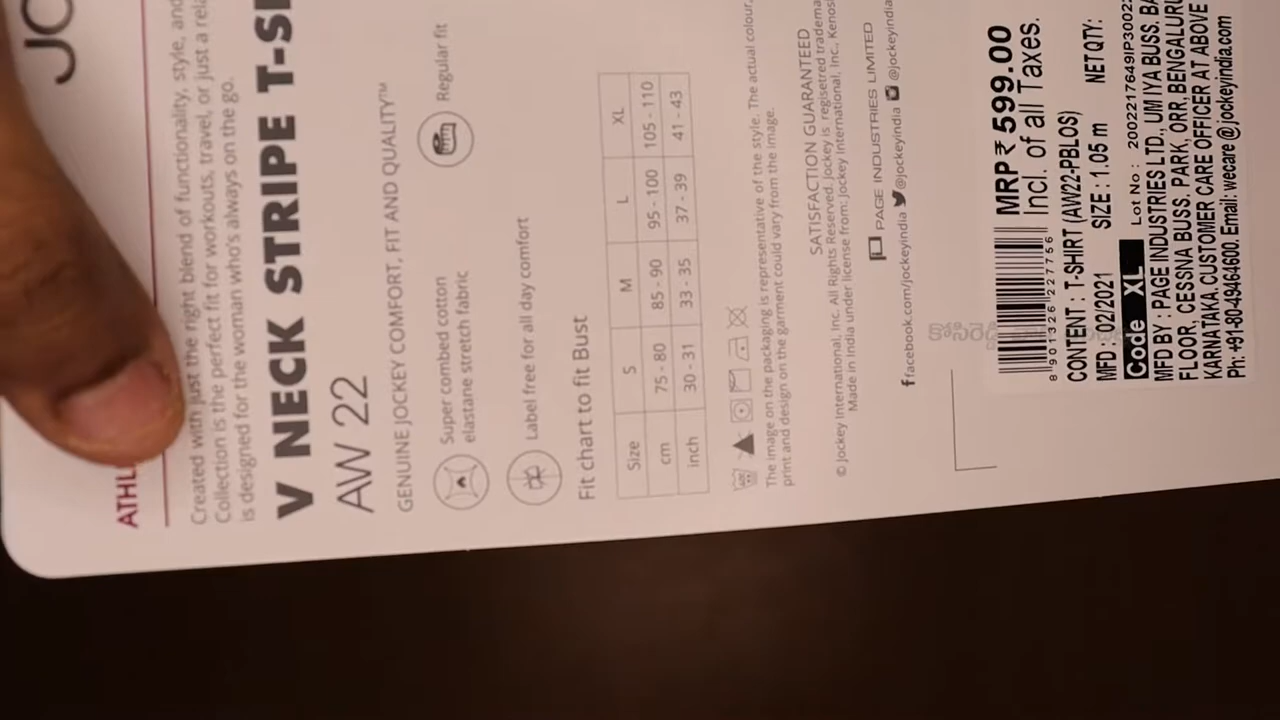 JO
ATHL
Created with just the right blend of functionality, style, and
Collection is the perfect fit for workouts, travel, or just a rela
is designed for the woman who's always on the go.
V NECK STRIPE T-S
AW 22
GENUINE JOCKEY COMFORT, FIT AND QUALITY™
Super combed cotton
elastane stretch fabric
Regular fit
Label free for all day comfort
Fit chart to fit Bust
Size S M L XL
cm 75 - 80 85 - 90 95 - 100 105 - 110
inch 30 - 31 33 - 35 37 - 39 41 - 43
The image on the packaging is representative of the style. The actual colour,
print and design on the garment could vary from the image.
SATISFACTION GUARANTEED
© Jockey International, Inc. All Rights Reserved. Jockey is regisetred tradema
Made in India under license from: Jockey International, Inc., Kenos
PAGE INDUSTRIES LIMITED
facebook.com/jockeyindia @jockeyindia @jockeyindia
MRP ₹ 599.00
Incl. of all Taxes.
8 901326 227756
CONTENT : T-SHIRT (AW22-PBLOS)
MFD : 02/2021 SIZE : 1.05 m NET QTY:
Code XL Lot No : 2002217649IP3002
MFD BY : PAGE INDUSTRIES LTD., UMIYA BUSS. BA
FLOOR, CESSNA BUSS. PARK, ORR, BENGALURU
KARNATAKA, CUSTOMER CARE OFFICER AT ABOVE
Ph: +91-80-49464600. Email: wecare@jockeyindia.com